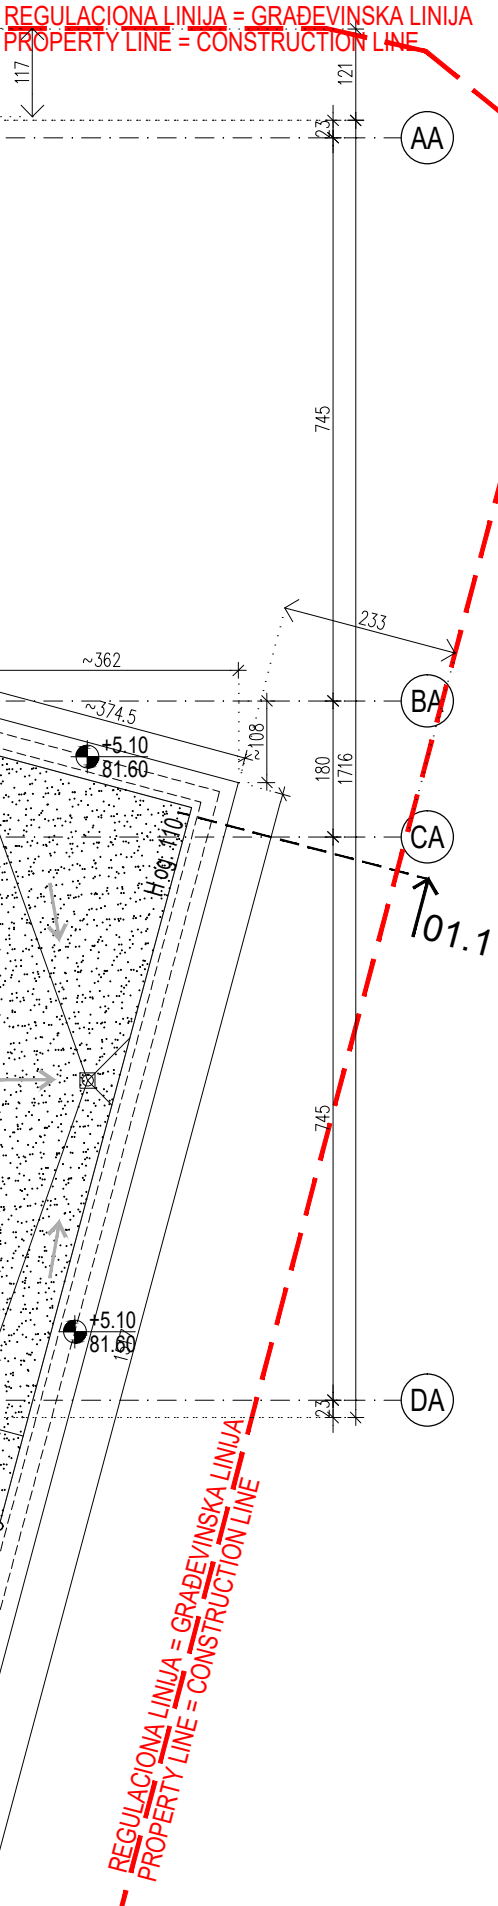 REGULACIONA LINIJA = GRAĐEVINSKA LINIJA
PROPERTY LINE = CONSTRUCTION LINE
117
121
23
AA
745
233
~362
BA
~374.5
~108
+5.10
81.60
180
1716
CA
H og. 110
01.1
745
+5.10
81.60
DA
23
REGULACIONA LINIJA = GRAĐEVINSKA LINIJA
PROPERTY LINE = CONSTRUCTION LINE